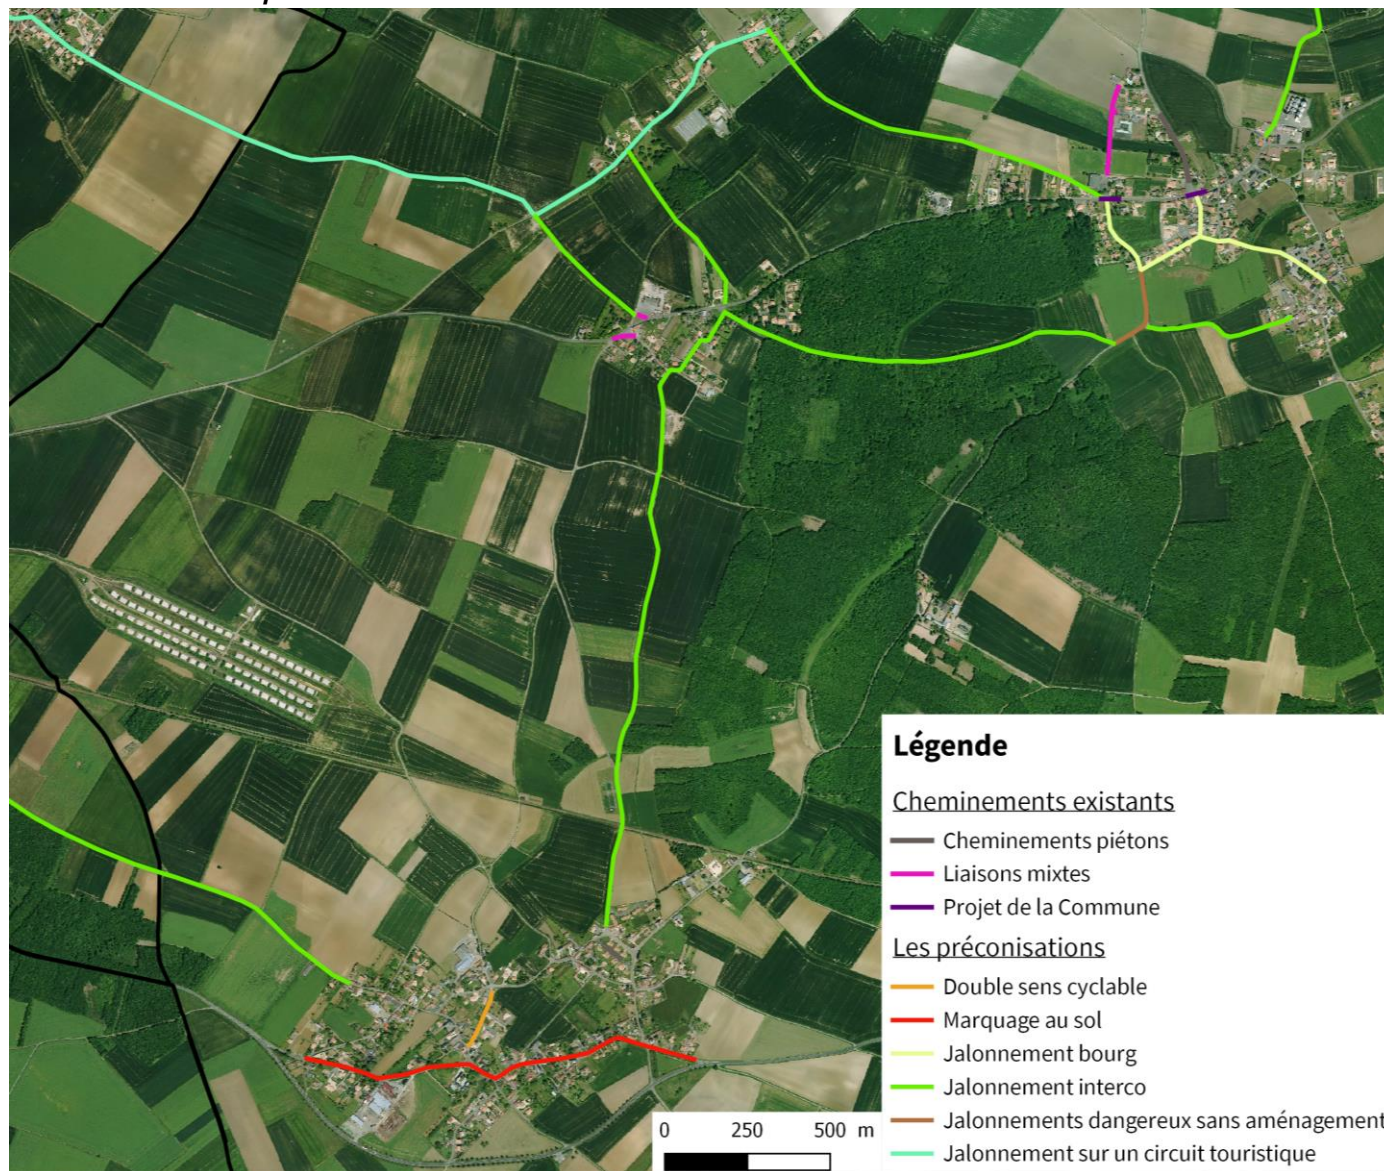 Légende
Cheminements existants
Cheminements piétons
Liaisons mixtes
Projet de la Commune
Les préconisations
Double sens cyclable
Marquage au sol
Jalonnement bourg
Jalonnement interco
Jalonnements dangereux sans aménagement
Jalonnement sur un circuit touristique
0 250 500 m